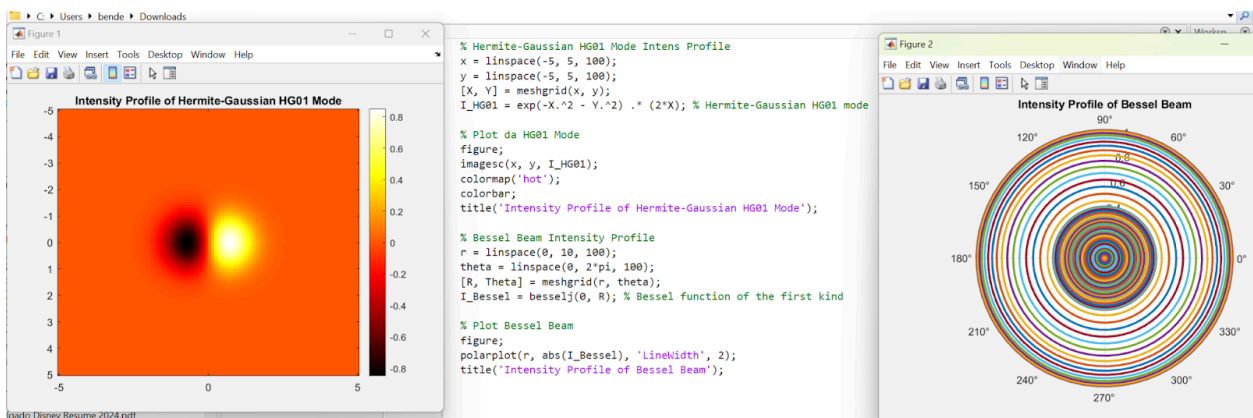 C: Users bende Downloads
Figure 1
File Edit View Insert Tools Desktop Window Help
Intensity Profile of Hermite-Gaussian HG01 Mode
-5
-4
-3
-2
-1
0
1
2
3
4
5
-5 0 5
0.8
0.6
0.4
0.2
0
-0.2
-0.4
-0.6
-0.8
% Hermite-Gaussian HG01 Mode Intens Profile
x = linspace(-5, 5, 100);
y = linspace(-5, 5, 100);
[X, Y] = meshgrid(x, y);
I_HG01 = exp(-X.^2 - Y.^2) .* (2*X); % Hermite-Gaussian HG01 mode
% Plot da HG01 Mode
figure;
imagesc(x, y, I_HG01);
colormap('hot');
colorbar;
title('Intensity Profile of Hermite-Gaussian HG01 Mode');
% Bessel Beam Intensity Profile
r = linspace(0, 10, 100);
theta = linspace(0, 2*pi, 100);
[R, Theta] = meshgrid(r, theta);
I_Bessel = besselj(0, R); % Bessel function of the first kind
% Plot Bessel Beam
figure;
polarplot(r, abs(I_Bessel), 'LineWidth', 2);
title('Intensity Profile of Bessel Beam');
Figure 2
File Edit View Insert Tools Desktop Window Help
Intensity Profile of Bessel Beam
90°
120° 60°
150° 30°
180° 0°
210° 330°
240° 300°
270°
gado Disney Resume 2024.pdf